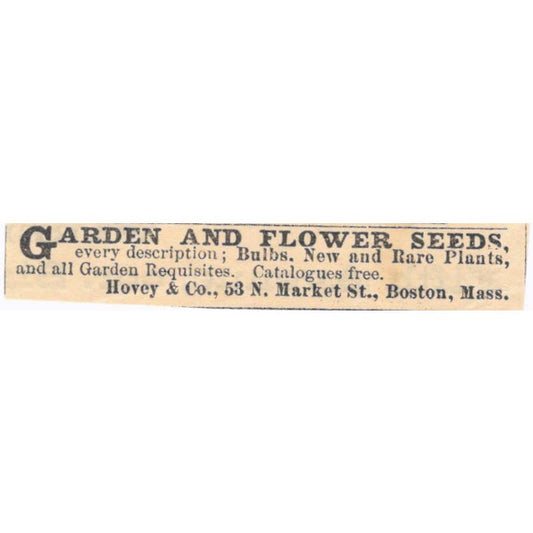 GARDEN AND FLOWER SEEDS,
every description; Bulbs. New and Rare Plants,
and all Garden Requisites. Catalogues free.
Hovey & Co., 53 N. Market St., Boston, Mass.